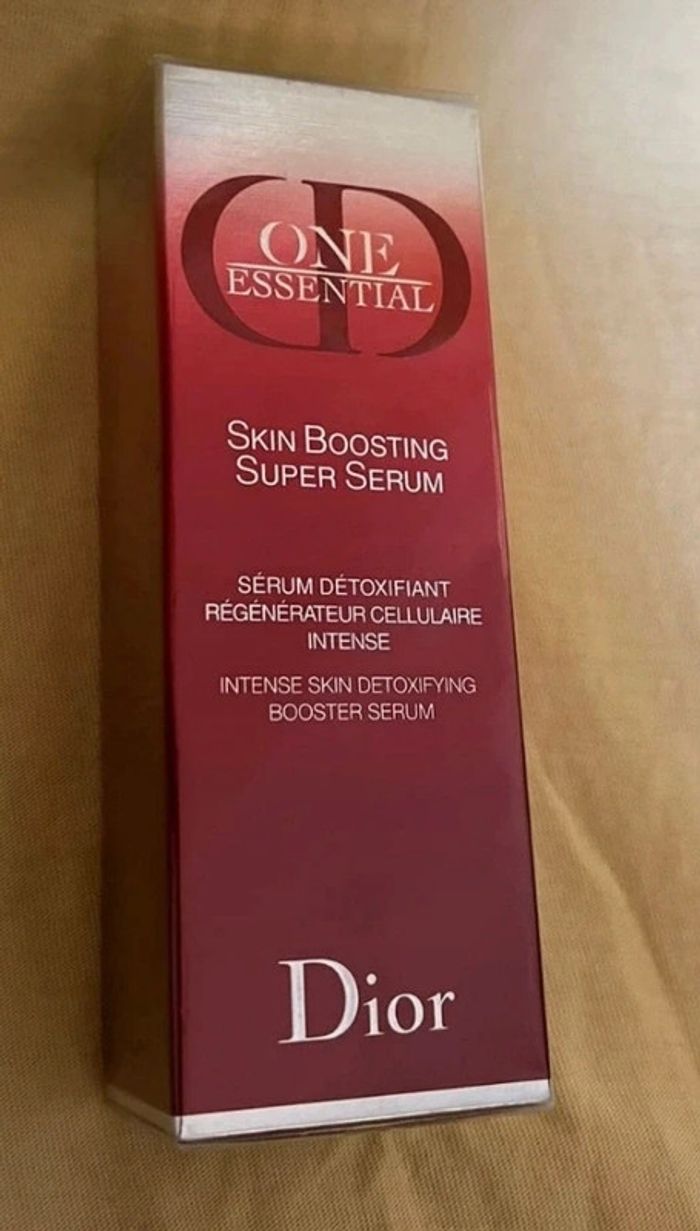 ONE
ESSENTIAL
SKIN BOOSTING
SUPER SERUM
SÉRUM DÉTOXIFIANT
RÉGÉNÉRATEUR CELLULAIRE
INTENSE
INTENSE SKIN DETOXIFYING
BOOSTER SERUM
Dior